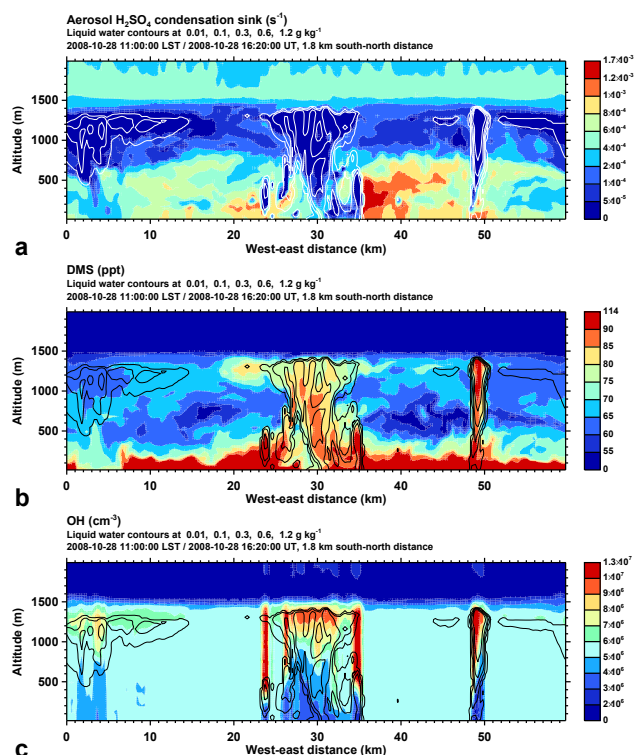 Aerosol H₂SO₄ condensation sink (s⁻¹)
Liquid water contours at 0.01, 0.1, 0.3, 0.6, 1.2 g kg⁻¹
2008-10-28 11:00:00 LST / 2008-10-28 16:20:00 UT, 1.8 km south-north distance
Altitude (m)
1500
1000
500
0 10 20 30 40 50
West-east distance (km)
1.7·10⁻³
1.2·10⁻³
1·10⁻³
8·10⁻⁴
6·10⁻⁴
4·10⁻⁴
2·10⁻⁴
1·10⁻⁴
5·10⁻⁵
0
a
DMS (ppt)
Liquid water contours at 0.01, 0.1, 0.3, 0.6, 1.2 g kg⁻¹
2008-10-28 11:00:00 LST / 2008-10-28 16:20:00 UT, 1.8 km south-north distance
Altitude (m)
1500
1000
500
0 10 20 30 40 50
West-east distance (km)
114
90
85
80
75
70
65
60
55
0
b
OH (cm⁻³)
Liquid water contours at 0.01, 0.1, 0.3, 0.6, 1.2 g kg⁻¹
2008-10-28 11:00:00 LST / 2008-10-28 16:20:00 UT, 1.8 km south-north distance
Altitude (m)
1500
1000
500
0 10 20 30 40 50
West-east distance (km)
1.3·10⁷
1·10⁷
9·10⁶
8·10⁶
7·10⁶
6·10⁶
5·10⁶
4·10⁶
3·10⁶
2·10⁶
0
c